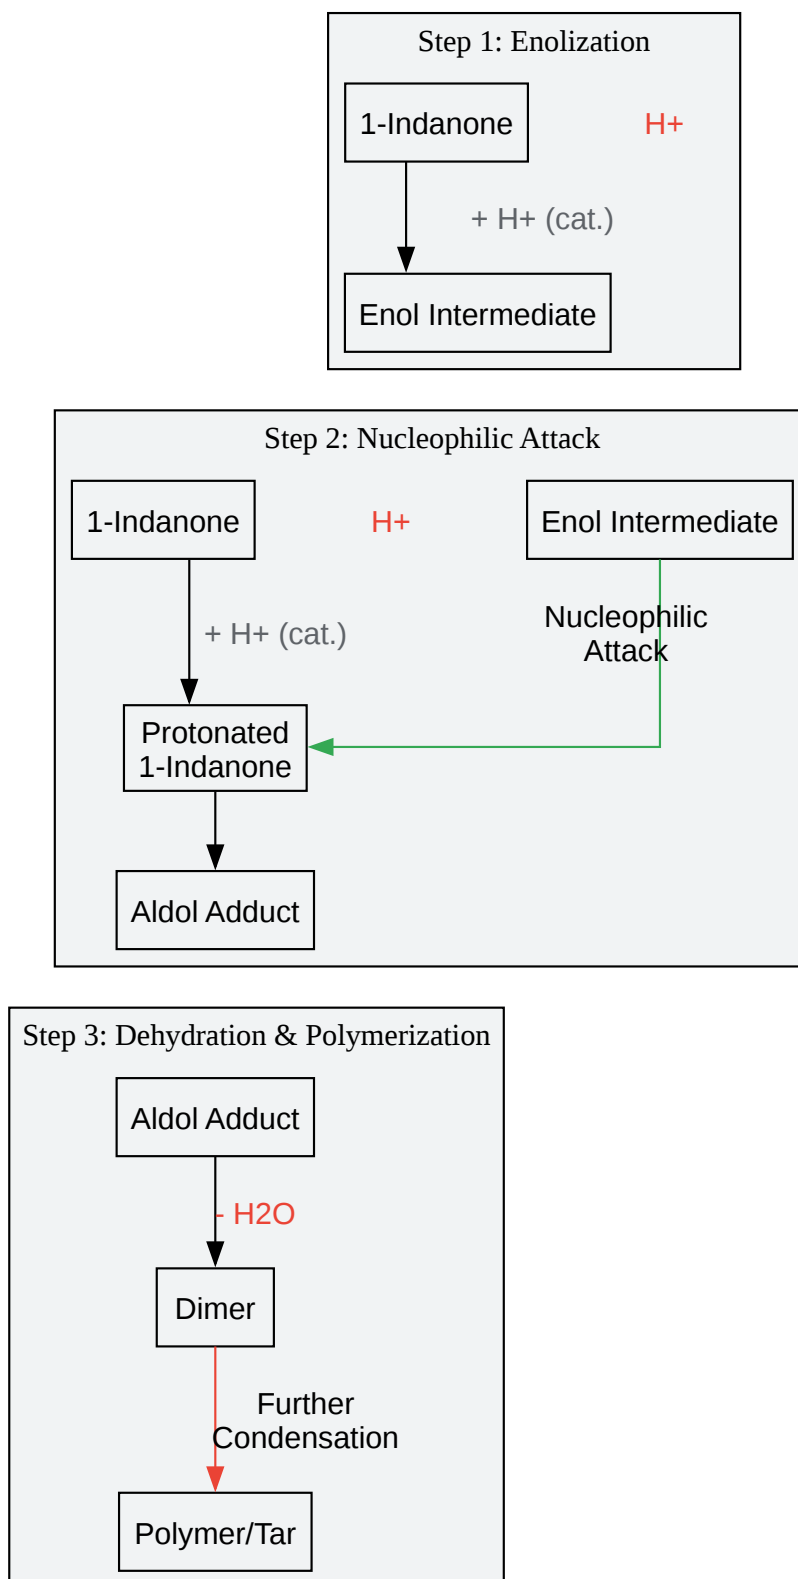 Step 1: Enolization
1-Indanone
H+
+ H+ (cat.)
Enol Intermediate
Step 2: Nucleophilic Attack
1-Indanone
H+
Enol Intermediate
Nucleophilic
Attack
+ H+ (cat.)
Protonated
1-Indanone
Aldol Adduct
Step 3: Dehydration & Polymerization
Aldol Adduct
- H2O
Dimer
Further
Condensation
Polymer/Tar